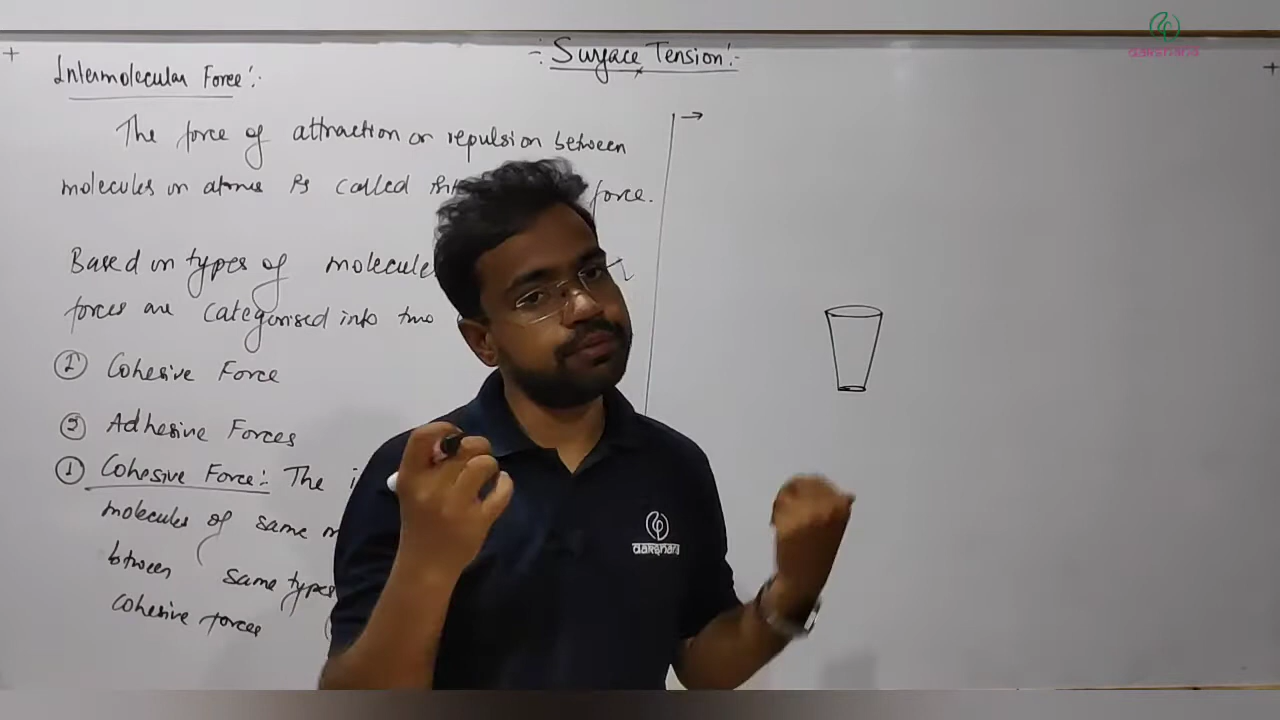 -: Surface Tension :-
Intermolecular Force :-
The force of attraction or repulsion between
molecules or atoms is called force.
Based on types of molecule
forces are categorised into two
① Cohesive Force
② Adhesive Forces
① Cohesive Force :- The
molecules of same
btween same types
cohesive forces
dakshana